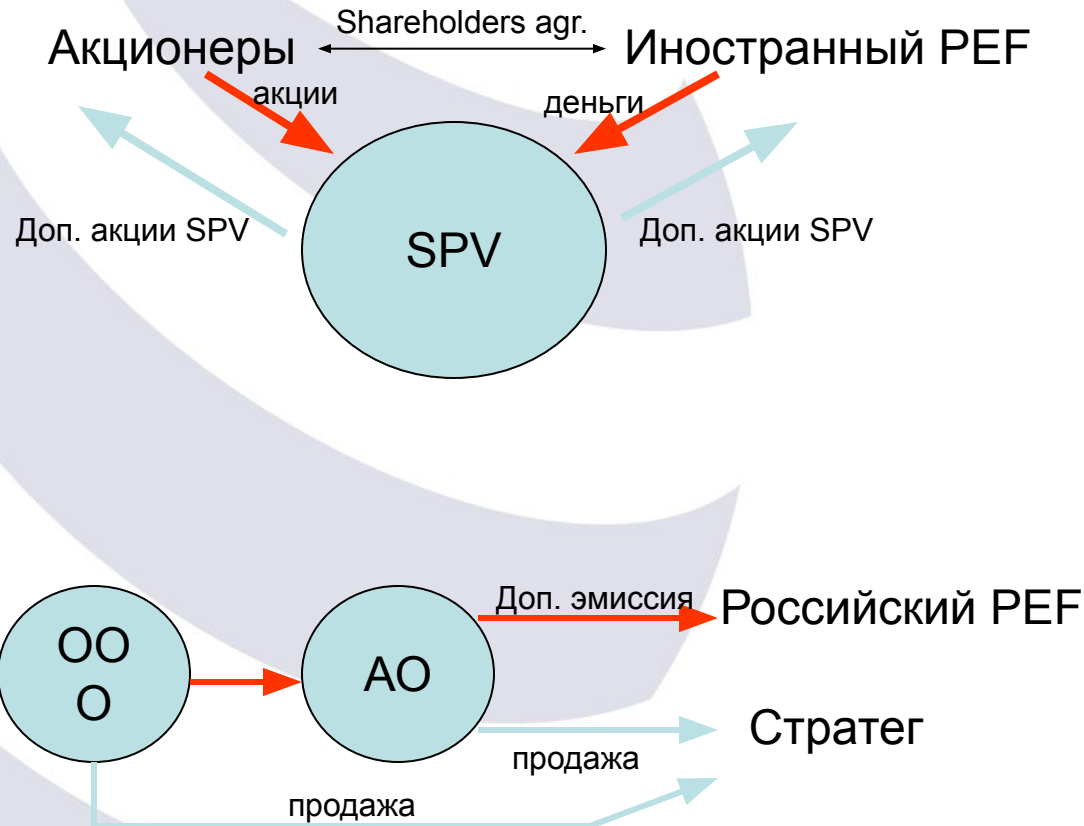 Shareholders agr.
Акционеры
Иностранный PEF
акции
деньги
Доп. акции SPV
SPV
Доп. акции SPV
Доп. эмиссия
Российский PEF
ОО
О
АО
Стратег
продажа
продажа